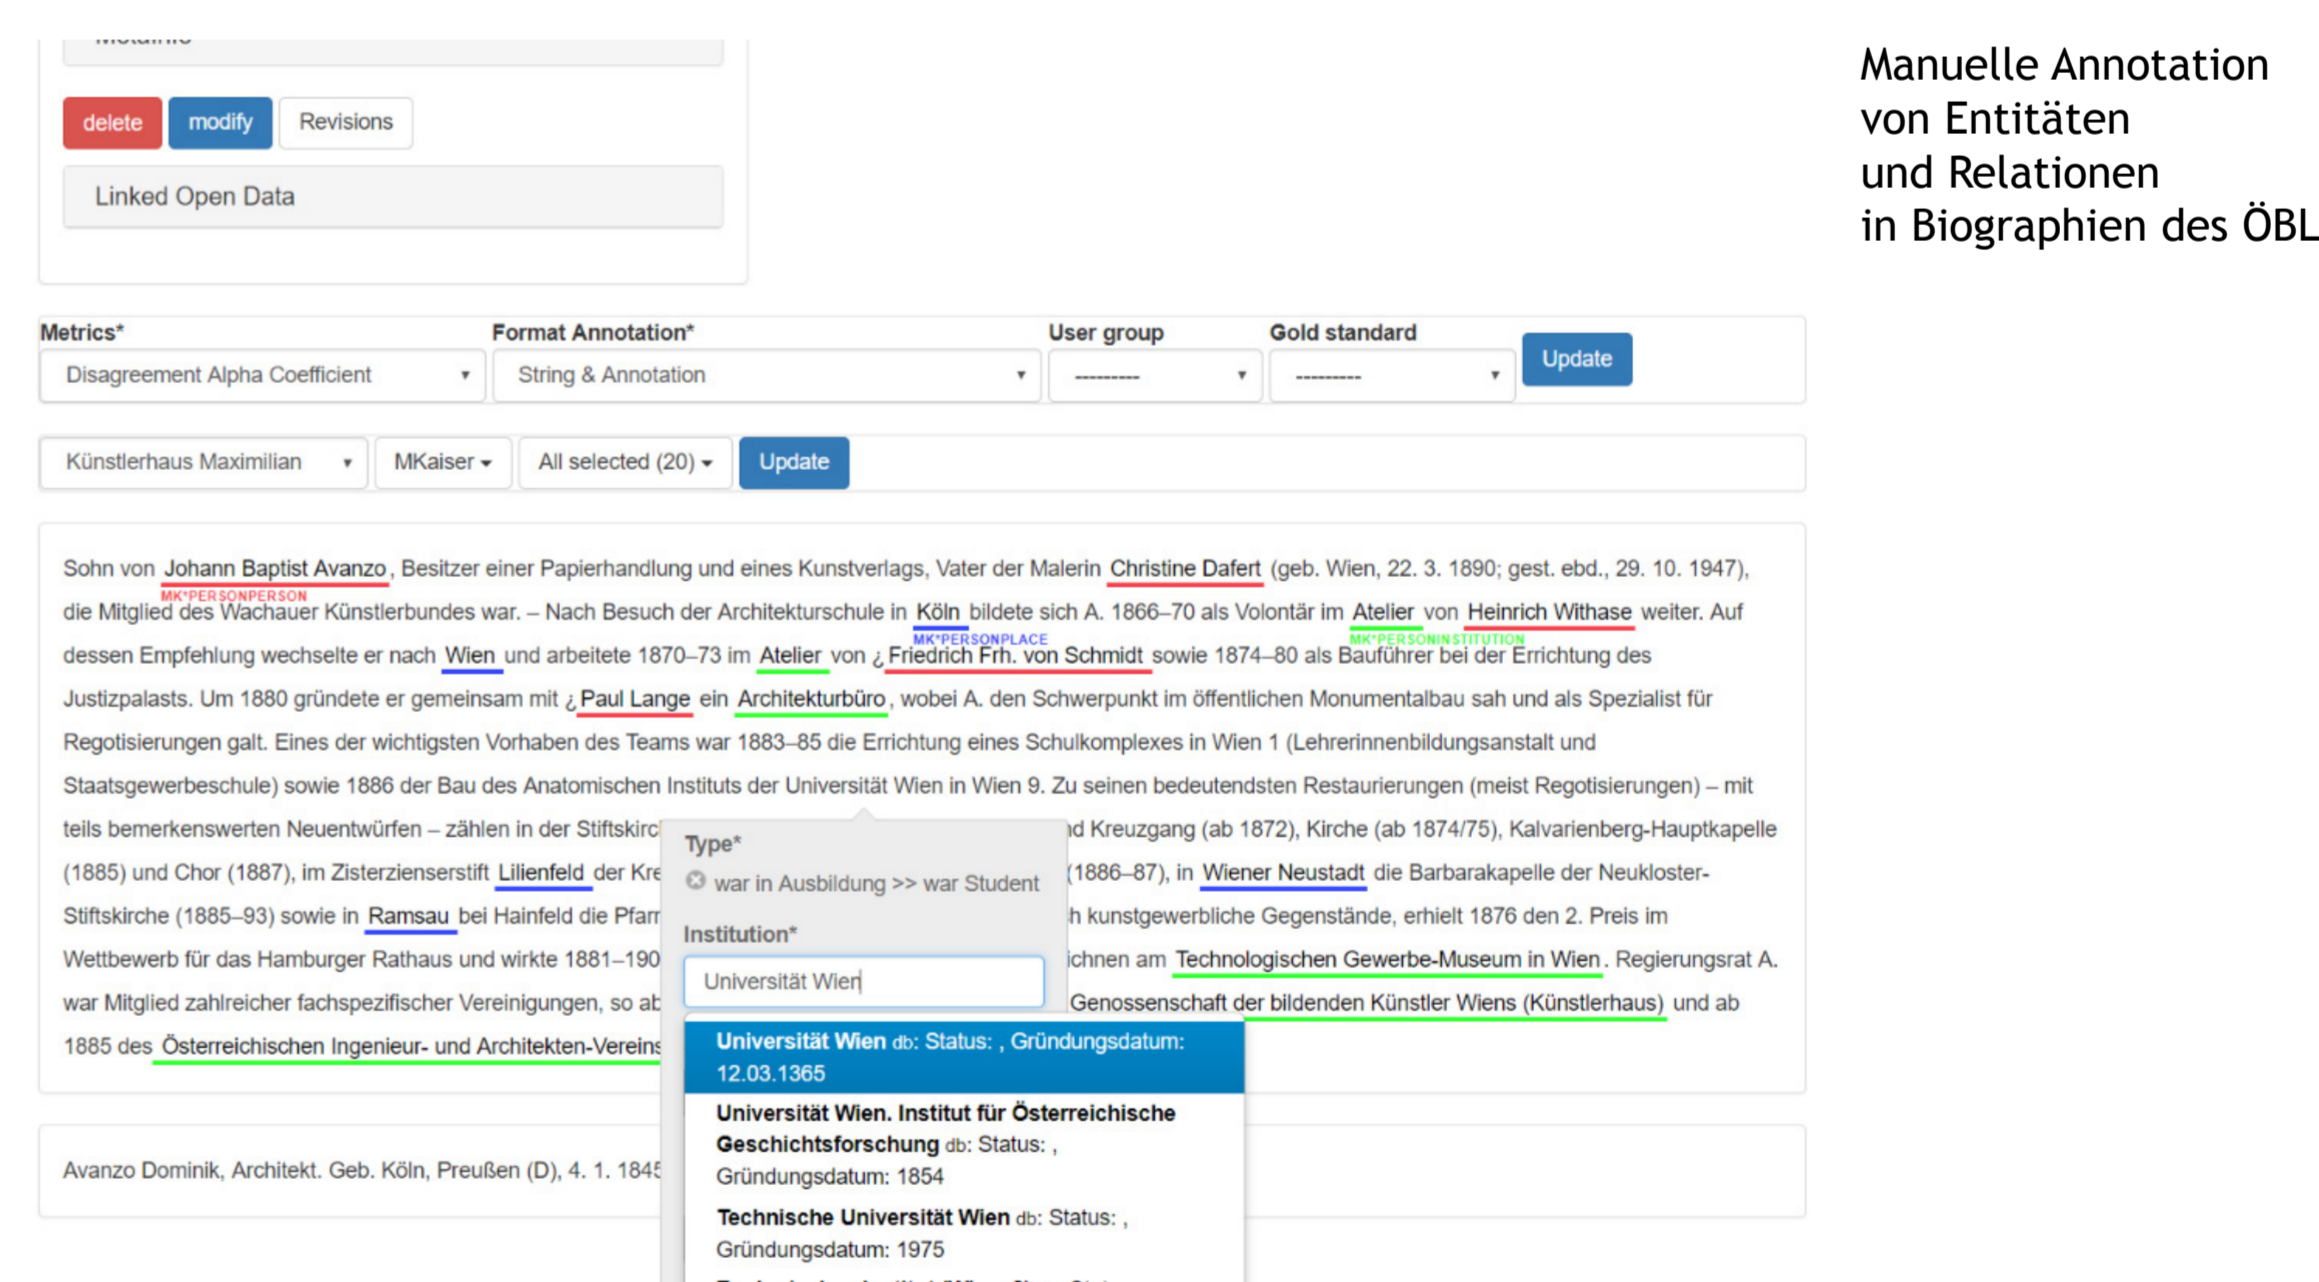 Manuelle Annotation
von Entitäten
und Relationen
in Biographien des ÖBL
delete modify Revisions
Linked Open Data
Metrics* Format Annotation* User group Gold standard
Disagreement Alpha Coefficient String & Annotation --------- --------- Update
Künstlerhaus Maximilian MKaiser All selected (20) Update
Sohn von Johann Baptist Avanzo, Besitzer einer Papierhandlung und eines Kunstverlags, Vater der Malerin Christine Dafert (geb. Wien, 22. 3. 1890; gest. ebd., 29. 10. 1947),
MK*PERSONPERSON
die Mitglied des Wachauer Künstlerbundes war. – Nach Besuch der Architekturschule in Köln bildete sich A. 1866–70 als Volontär im Atelier von Heinrich Withase weiter. Auf
MK*PERSONPLACE MK*PERSONINSTITUTION
dessen Empfehlung wechselte er nach Wien und arbeitete 1870–73 im Atelier von ¿ Friedrich Frh. von Schmidt sowie 1874–80 als Bauführer bei der Errichtung des
Justizpalasts. Um 1880 gründete er gemeinsam mit ¿ Paul Lange ein Architekturbüro, wobei A. den Schwerpunkt im öffentlichen Monumentalbau sah und als Spezialist für
Regotisierungen galt. Eines der wichtigsten Vorhaben des Teams war 1883–85 die Errichtung eines Schulkomplexes in Wien 1 (Lehrerinnenbildungsanstalt und
Staatsgewerbeschule) sowie 1886 der Bau des Anatomischen Instituts der Universität Wien in Wien 9. Zu seinen bedeutendsten Restaurierungen (meist Regotisierungen) – mit
teils bemerkenswerten Neuentwürfen – zählen in der Stiftskirc d Kreuzgang (ab 1872), Kirche (ab 1874/75), Kalvarienberg-Hauptkapelle
(1885) und Chor (1887), im Zisterzienserstift Lilienfeld der Kre (1886–87), in Wiener Neustadt die Barbarakapelle der Neukloster-
Stiftskirche (1885–93) sowie in Ramsau bei Hainfeld die Pfarr h kunstgewerbliche Gegenstände, erhielt 1876 den 2. Preis im
Wettbewerb für das Hamburger Rathaus und wirkte 1881–190 ichnen am Technologischen Gewerbe-Museum in Wien. Regierungsrat A.
war Mitglied zahlreicher fachspezifischer Vereinigungen, so ab Genossenschaft der bildenden Künstler Wiens (Künstlerhaus) und ab
1885 des Österreichischen Ingenieur- und Architekten-Vereins
Type*
war in Ausbildung >> war Student
Institution*
Universität Wien
Universität Wien db: Status: , Gründungsdatum:
12.03.1365
Universität Wien. Institut für Österreichische
Geschichtsforschung db: Status: ,
Gründungsdatum: 1854
Technische Universität Wien db: Status: ,
Gründungsdatum: 1975
Avanzo Dominik, Architekt. Geb. Köln, Preußen (D), 4. 1. 1845